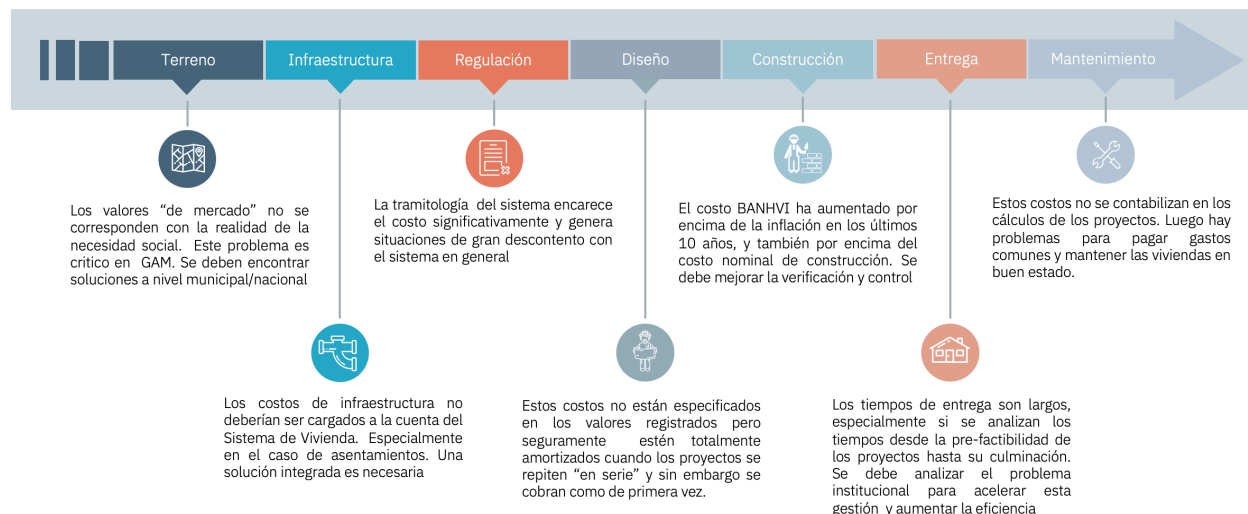 Terreno
Infraestructura
Regulación
Diseño
Construcción
Entrega
Mantenimiento
Los valores “de mercado” no se
corresponden con la realidad de la
necesidad social. Este problema es
critico en GAM. Se deben encontrar
soluciones a nivel municipal/nacional
La tramitología del sistema encarece
el costo significativamente y genera
situaciones de gran descontento con
el sistema en general
El costo BANHVI ha aumentado por
encima de la inflación en los últimos
10 años, y también por encima del
costo nominal de construcción. Se
debe mejorar la verificación y control
Estos costos no se contabilizan en los
cálculos de los proyectos. Luego hay
problemas para pagar gastos
comunes y mantener las viviendas en
buen estado.
Los costos de infraestructura no
deberían ser cargados a la cuenta del
Sistema de Vivienda. Especialmente
en el caso de asentamientos. Una
solución integrada es necesaria
Estos costos no están especificados
en los valores registrados pero
seguramente estén totalmente
amortizados cuando los proyectos se
repiten “en serie” y sin embargo se
cobran como de primera vez.
Los tiempos de entrega son largos,
especialmente si se analizan los
tiempos desde la pre-factibilidad de
los proyectos hasta su culminación.
Se debe analizar el problema
institucional para acelerar esta
gestión y aumentar la eficiencia